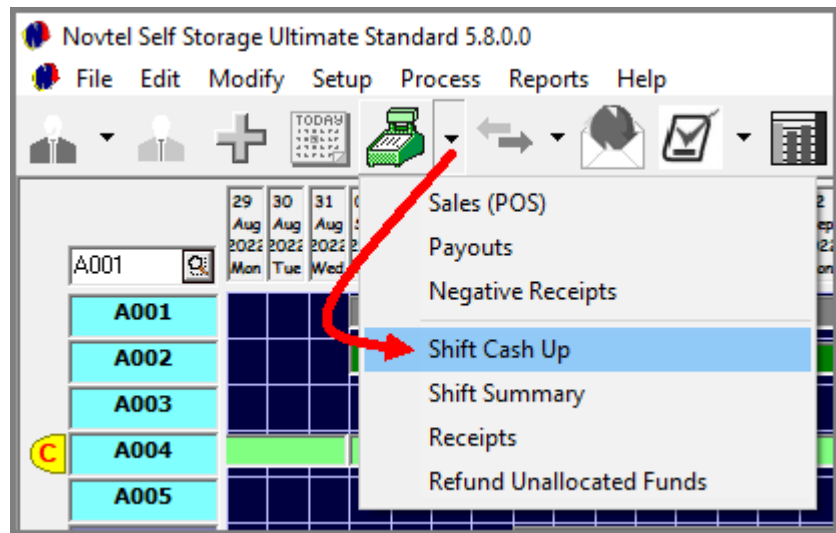 Novtel Self Storage Ultimate Standard 5.8.0.0
File Edit Modify Setup Process Reports Help
TODAY
Sales (POS)
Payouts
Negative Receipts
Shift Cash Up
Shift Summary
Receipts
Refund Unallocated Funds
29 30 31
Aug Aug Aug
2022 2022 2022
Mon Tue Wed
A001
A001
A002
A003
C A004
A005